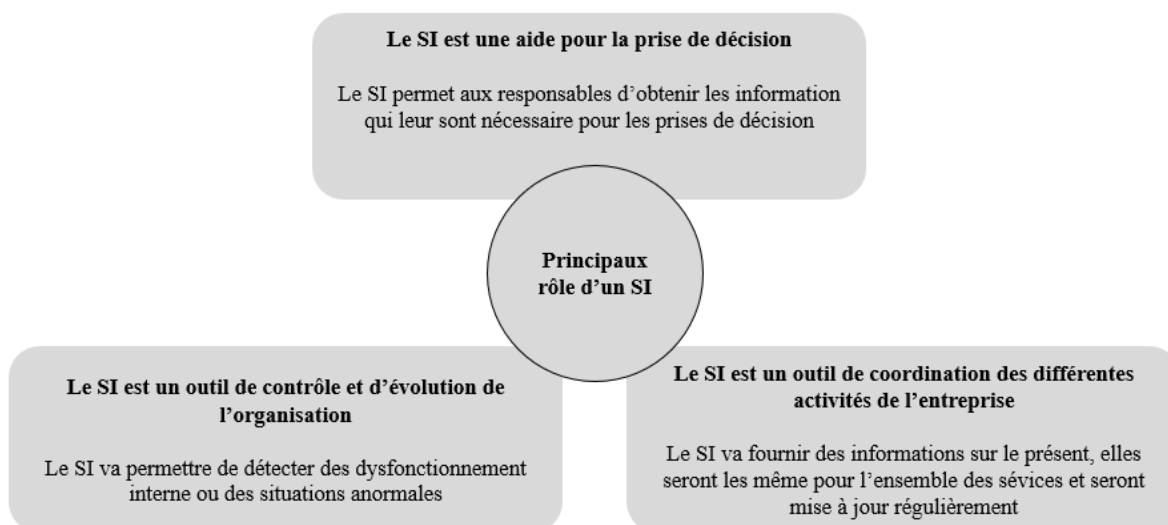 Le SI est une aide pour la prise de décision
Le SI permet aux responsables d’obtenir les information
qui leur sont nécessaire pour les prises de décision
Principaux
rôle d’un SI
Le SI est un outil de contrôle et d’évolution de
l’organisation
Le SI va permettre de détecter des dysfonctionnement
interne ou des situations anormales
Le SI est un outil de coordination des différentes
activités de l’entreprise
Le SI va fournir des informations sur le présent, elles
seront les même pour l’ensemble des sévices et seront
mise à jour régulièrement